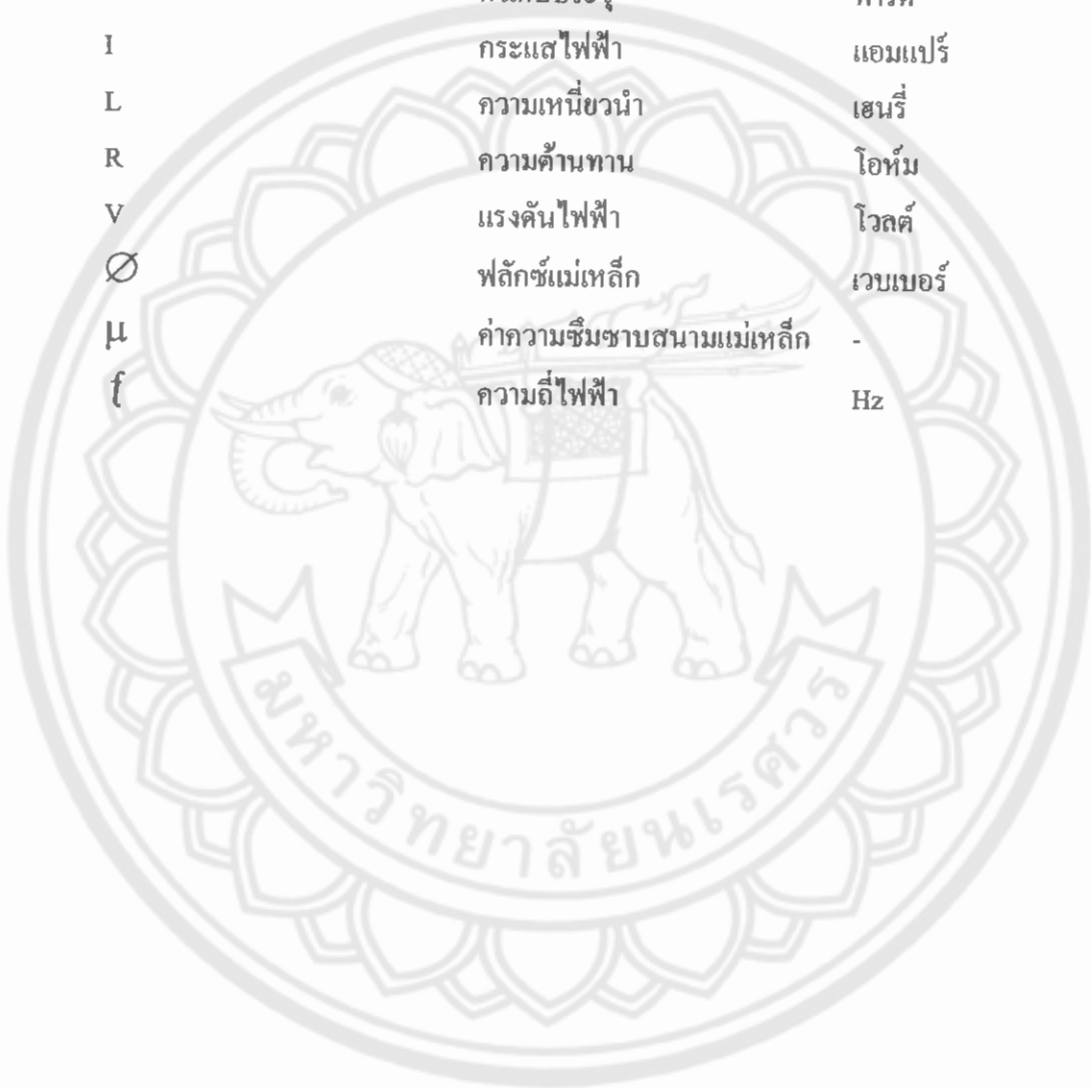 I กระแสไฟฟ้า แอมแปร์
L ความเหนี่ยวนำ เฮนรี่
R ความต้านทาน โอห์ม
V แรงดันไฟฟ้า โวลต์
∅ ฟลักซ์แม่เหล็ก เวบเบอร์
μ ค่าความซึมซาบสนามแม่เหล็ก -
f ความถี่ไฟฟ้า Hz
มหาวิทยาลัยนเรศวร